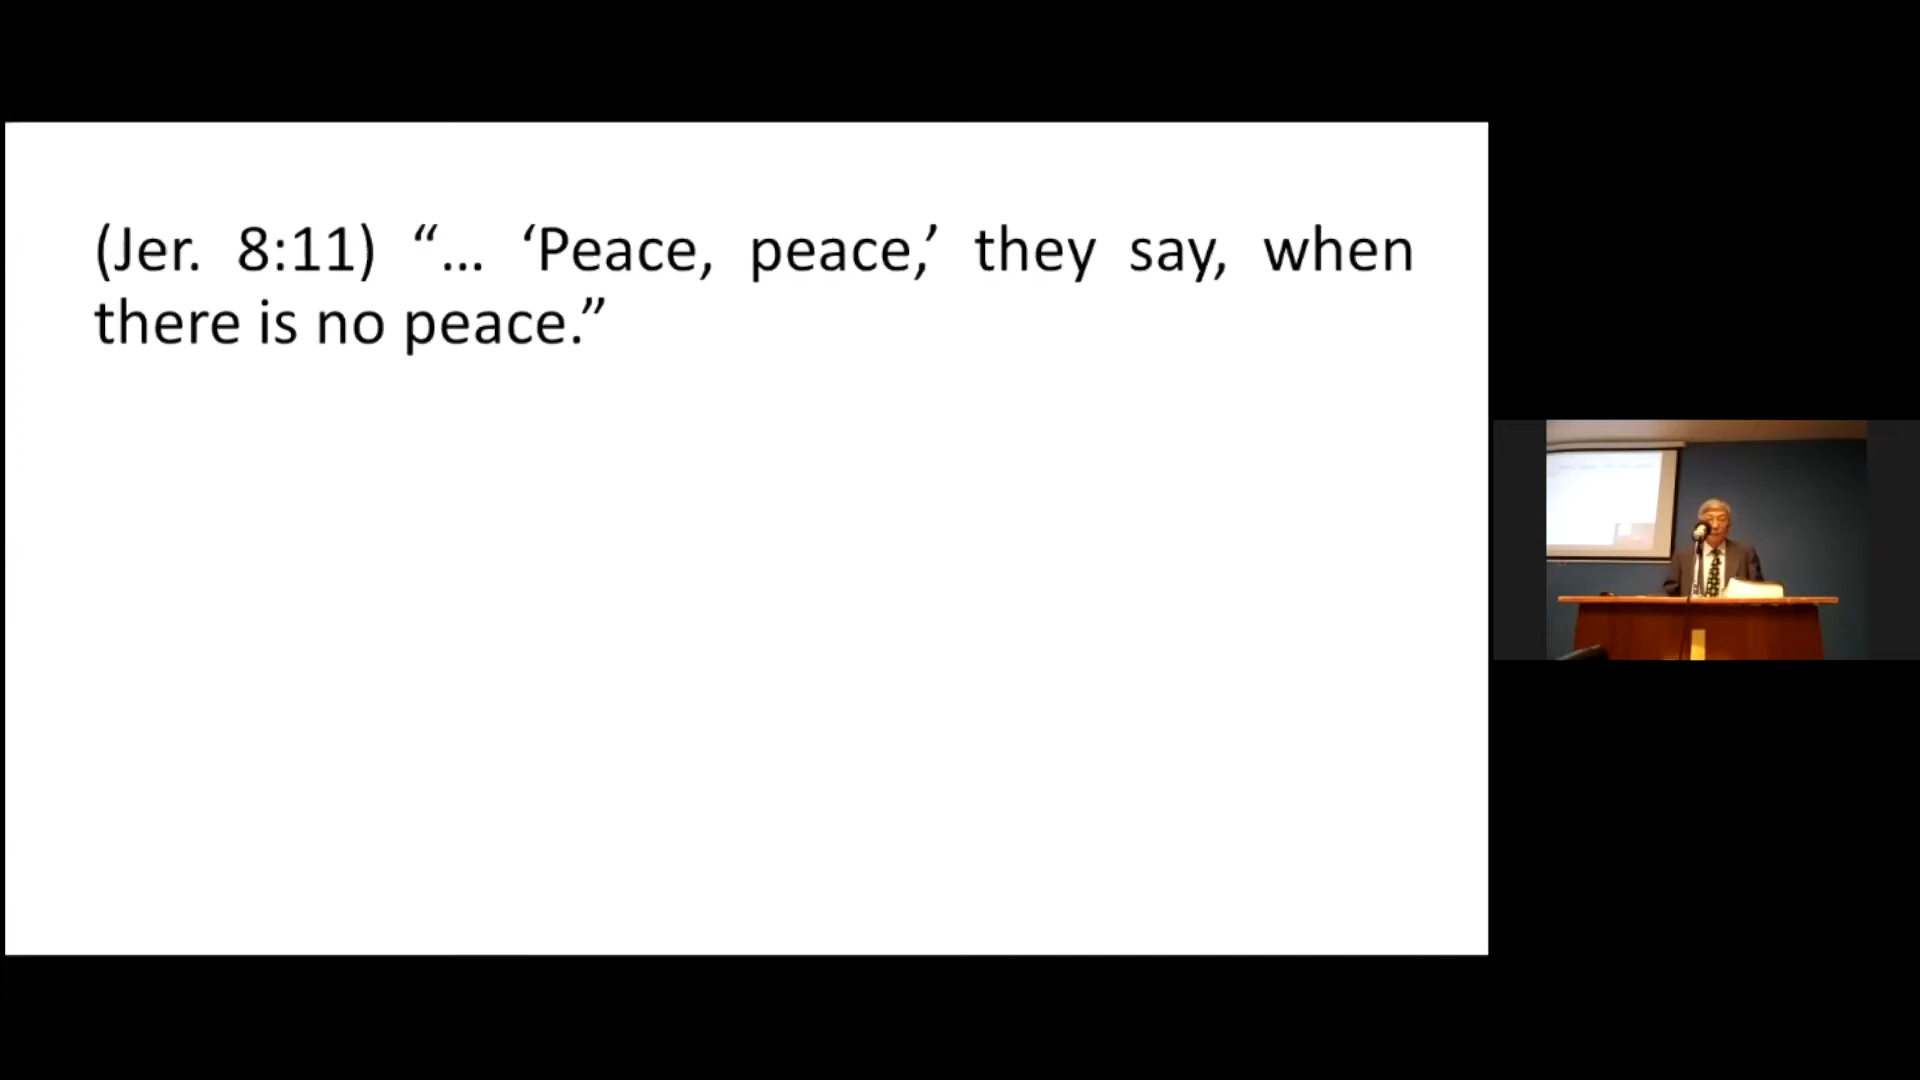 (Jer. 8:11) “... ‘Peace, peace,’ they say, when
there is no peace.”